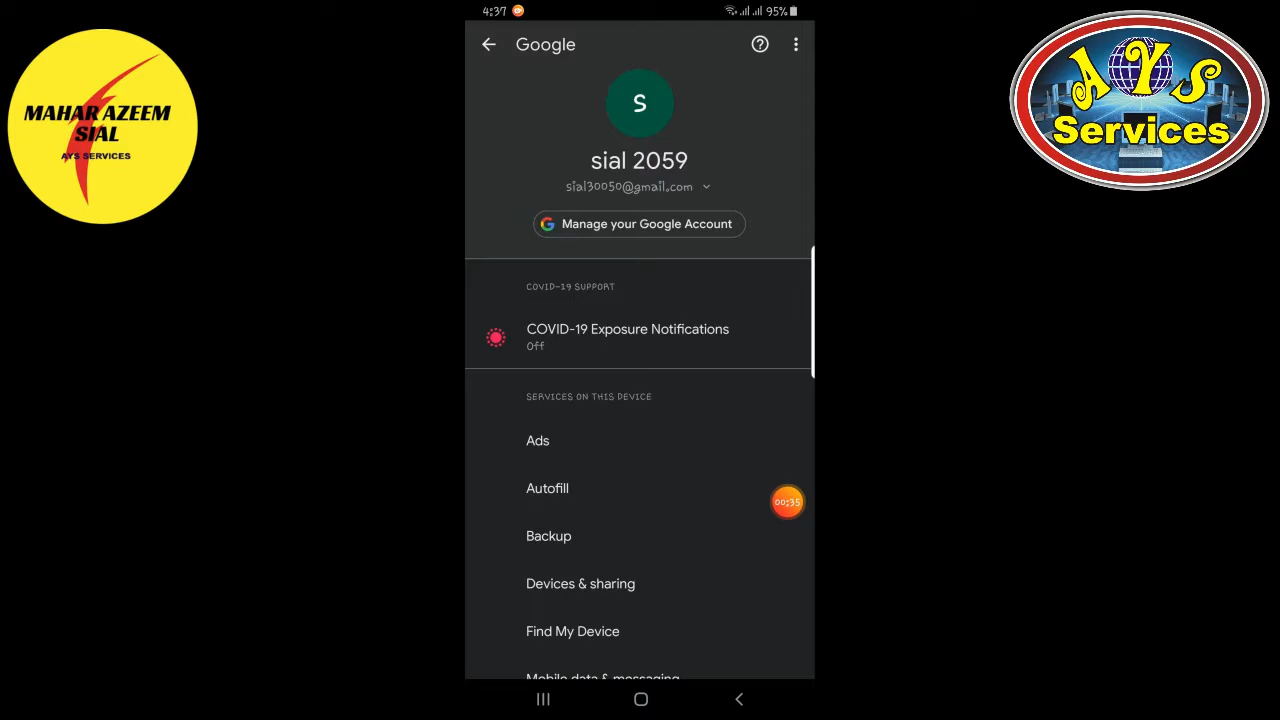 MAHAR AZEEM
SIAL
AYS SERVICES
4:37
95%
Google
S
sial 2059
sial30050@gmail.com
Manage your Google Account
COVID-19 SUPPORT
COVID-19 Exposure Notifications
Off
SERVICES ON THIS DEVICE
Ads
Autofill
Backup
Devices & sharing
Find My Device
Mobile data & messaging
00:35
AYS
Services